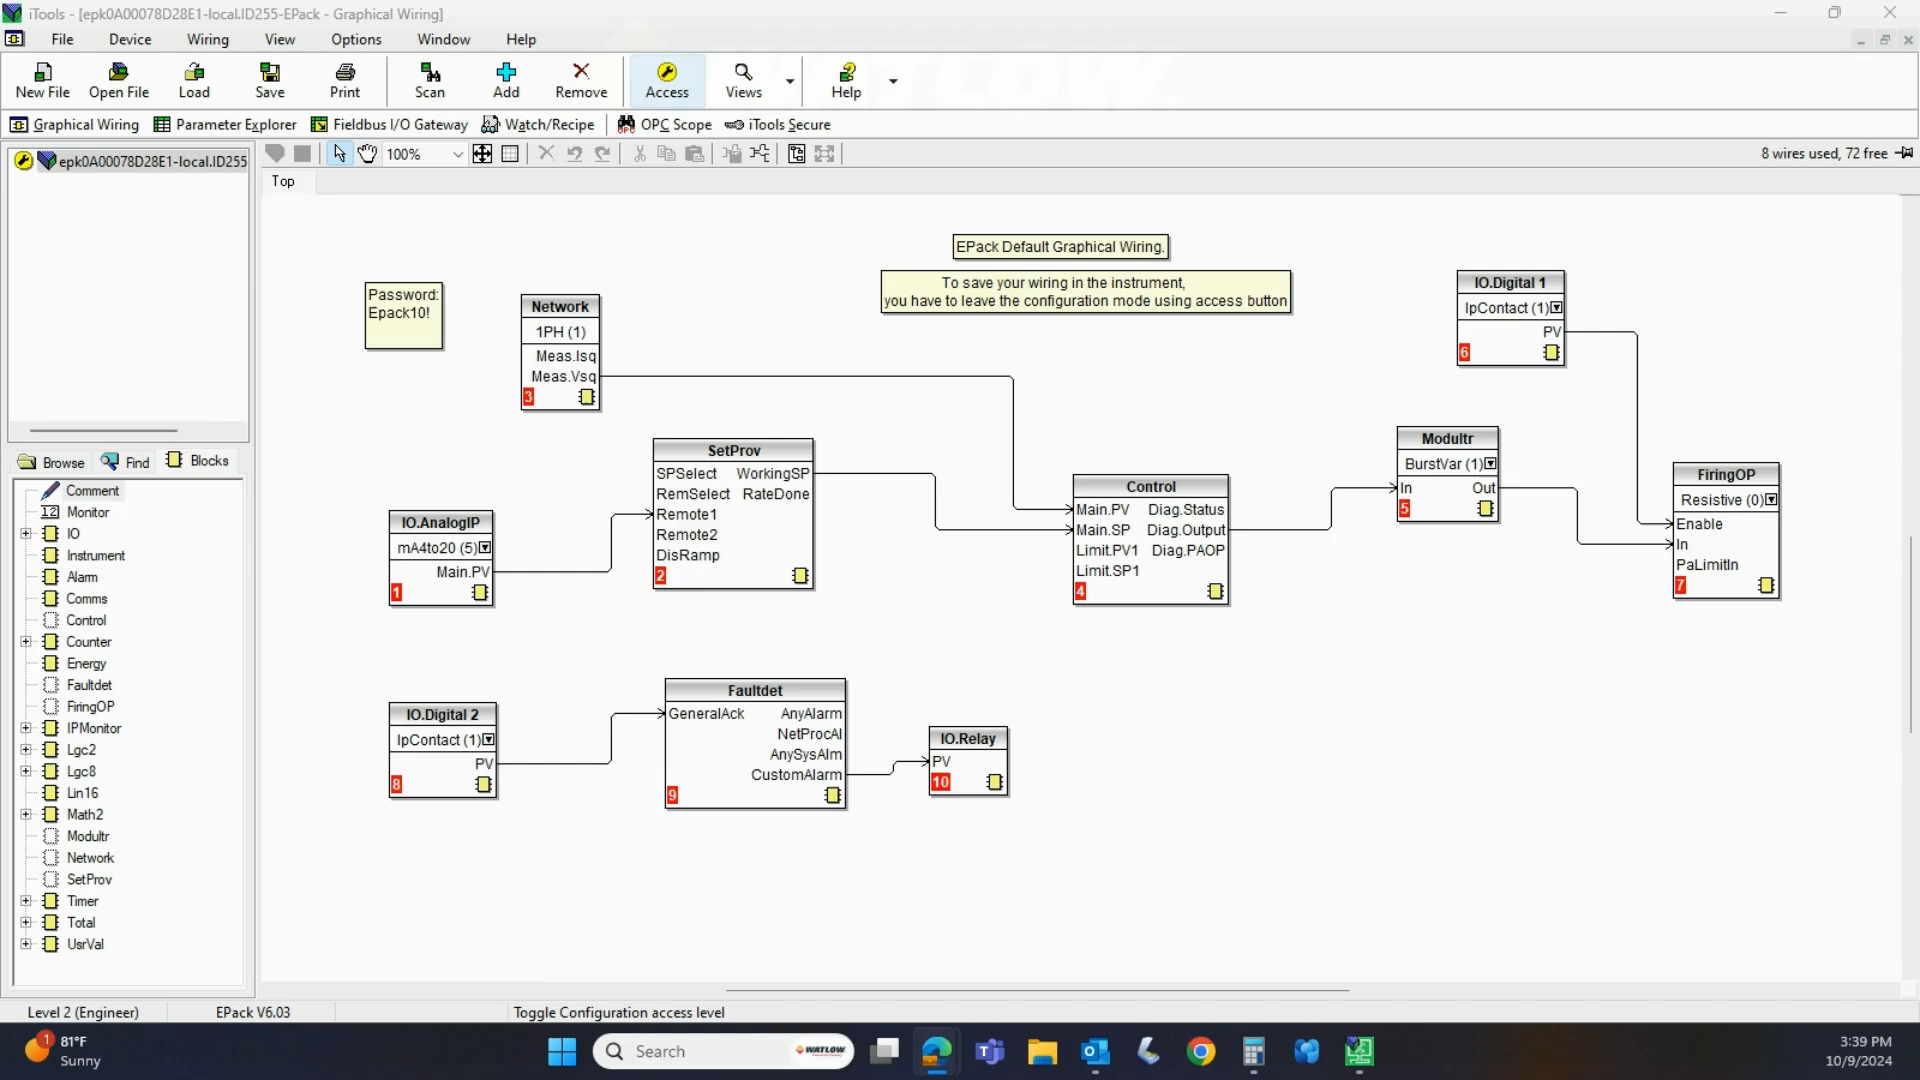 iTools - [epk0A00078D28E1-local.ID255-EPack - Graphical Wiring]
File Device Wiring View Options Window Help
New File Open File Load Save Print Scan Add Remove Access Views Help
Graphical Wiring Parameter Explorer Fieldbus I/O Gateway Watch/Recipe OPC Scope iTools Secure
epk0A00078D28E1-local.ID255
100%
8 wires used, 72 free
Top
EPack Default Graphical Wiring.
To save your wiring in the instrument,
you have to leave the configuration mode using access button
Password:
Epack10!
Network
1PH (1)
Meas.Isq
Meas.Vsq
3
IO.Digital 1
IpContact (1)
PV
6
SetProv
SPSelect WorkingSP
RemSelect RateDone
Remote1
Remote2
DisRamp
2
IO.AnalogIP
mA4to20 (5)
Main.PV
1
Control
Main.PV Diag.Status
Main.SP Diag.Output
Limit.PV1 Diag.PAOP
Limit.SP1
4
Modultr
BurstVar (1)
In Out
5
FiringOP
Resistive (0)
Enable
In
PaLimitIn
7
IO.Digital 2
IpContact (1)
PV
8
Faultdet
GeneralAck AnyAlarm
NetProcAl
AnySysAlm
CustomAlarm
9
IO.Relay
PV
10
Browse Find Blocks
Comment
12 Monitor
IO
Instrument
Alarm
Comms
Control
Counter
Energy
Faultdet
FiringOP
IPMonitor
Lgc2
Lgc8
Lin16
Math2
Modultr
Network
SetProv
Timer
Total
UsrVal
Level 2 (Engineer) EPack V6.03 Toggle Configuration access level
1
81°F
Sunny
Search
WATLOW
3:39 PM
10/9/2024